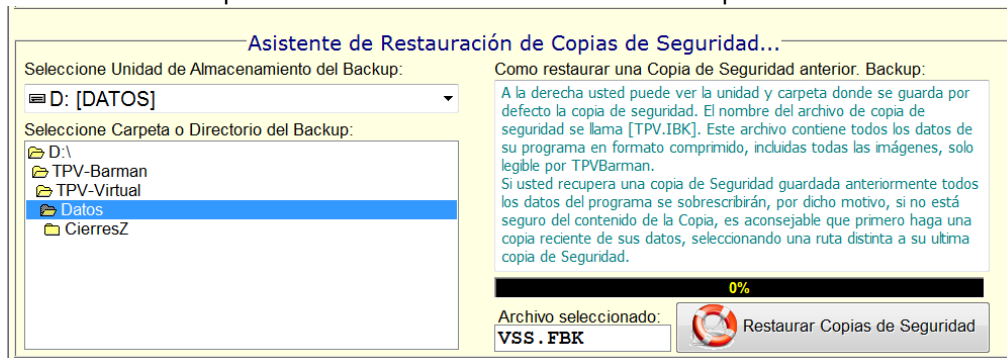 Asistente de Restauración de Copias de Seguridad...
Seleccione Unidad de Almacenamiento del Backup:
D: [DATOS]
Seleccione Carpeta o Directorio del Backup:
D:\
TPV-Barman
TPV-Virtual
Datos
CierresZ
Como restaurar una Copia de Seguridad anterior. Backup:
A la derecha usted puede ver la unidad y carpeta donde se guarda por
defecto la copia de seguridad. El nombre del archivo de copia de
seguridad se llama [TPV.IBK]. Este archivo contiene todos los datos de
su programa en formato comprimido, incluidas todas las imágenes, solo
legible por TPVBarman.
Si usted recupera una copia de Seguridad guardada anteriormente todos
los datos del programa se sobrescribirán, por dicho motivo, si no está
seguro del contenido de la Copia, es aconsejable que primero haga una
copia reciente de sus datos, seleccionando una ruta distinta a su ultima
copia de Seguridad.
0%
Archivo seleccionado:
VSS.FBK
Restaurar Copias de Seguridad